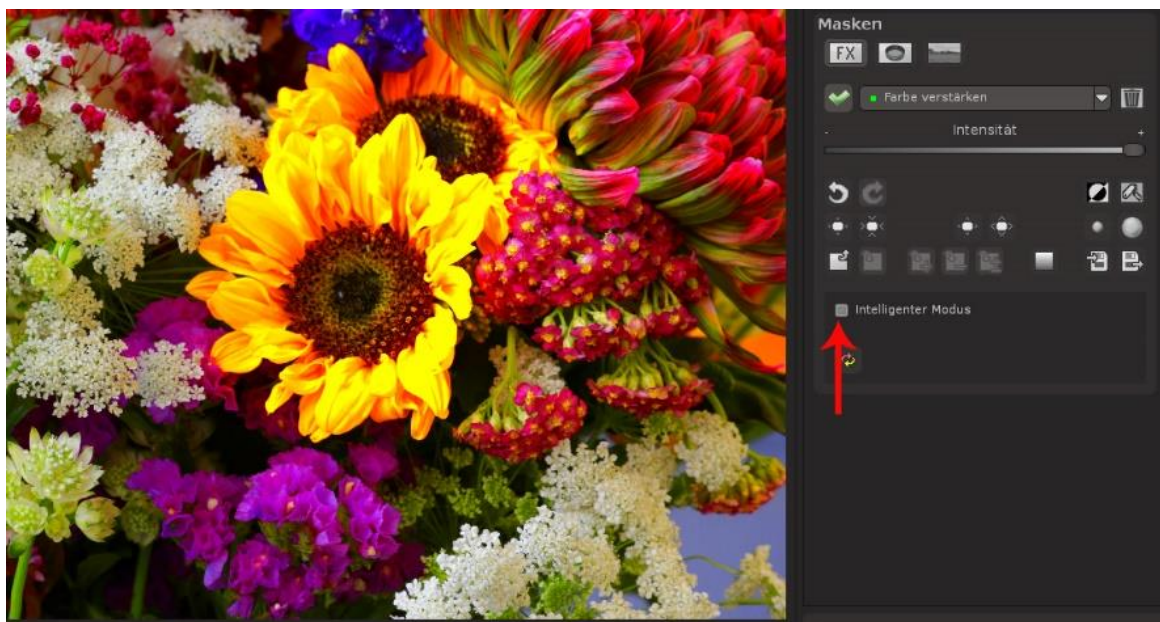 Masken
FX
Farbe verstärken
- Intensität +
Intelligenter Modus